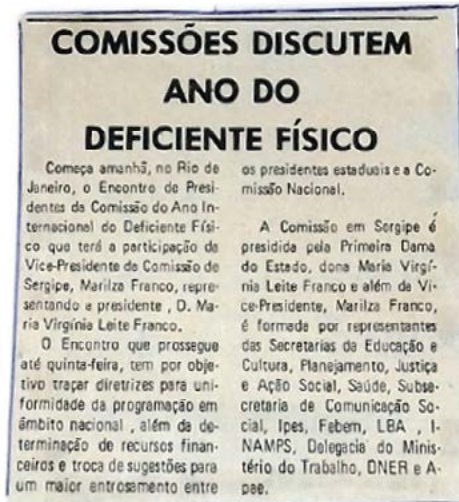 COMISSÕES DISCUTEM
ANO DO
DEFICIENTE FÍSICO
Começa amanhã, no Rio de
Janeiro, o Encontro de Presi-
dentes da Comissão do Ano In-
ternacional do Deficiente Físi-
co que terá a participação da
Vice-Presidente da Comissão de
Sergipe, Marilza Franco, repre-
sentando a presidente , D. Ma-
ria Virgínia Leite Franco.
O Encontro que prossegue
até quinta-feira, tem por obje-
tivo traçar diretrizes para uni-
formidade da programação em
âmbito nacional , além da de-
terminação de recursos finan-
ceiros e troca de sugestões para
um maior entrosamento entre
os presidentes estaduais e a Co-
missão Nacional.
A Comissão em Sergipe é
presidida pela Primeira Dama
do Estado, dona Maria Virgí-
nia Leite Franco e além da Vi-
ce-Presidente, Marilza Franco,
é formada por representantes
das Secretarias da Educação e
Cultura, Planejamento, Justiça
e Ação Social, Saúde, Subse-
cretaria de Comunicação So-
cial, Ipes, Febem, LBA , I-
NAMPS, Delegacia do Minis-
tério do Trabalho, DNER e A-
pae.